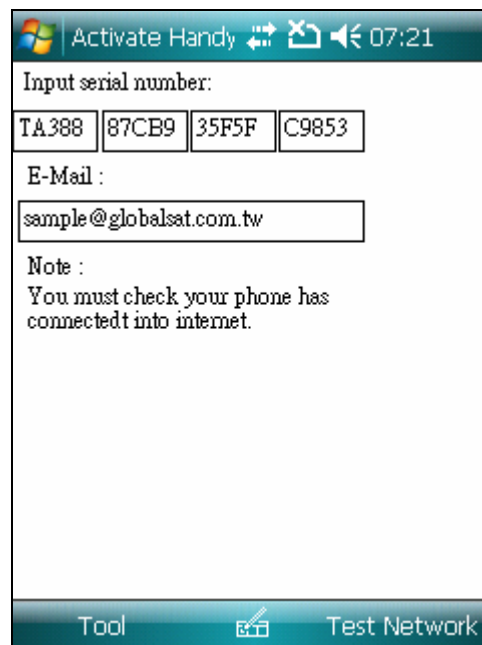 Activate Handy 07:21
Input serial number:
TA388 87CB9 35F5F C9853
E-Mail :
sample@globalsat.com.tw
Note :
You must check your phone has
connectedt into internet.
Tool Test Network